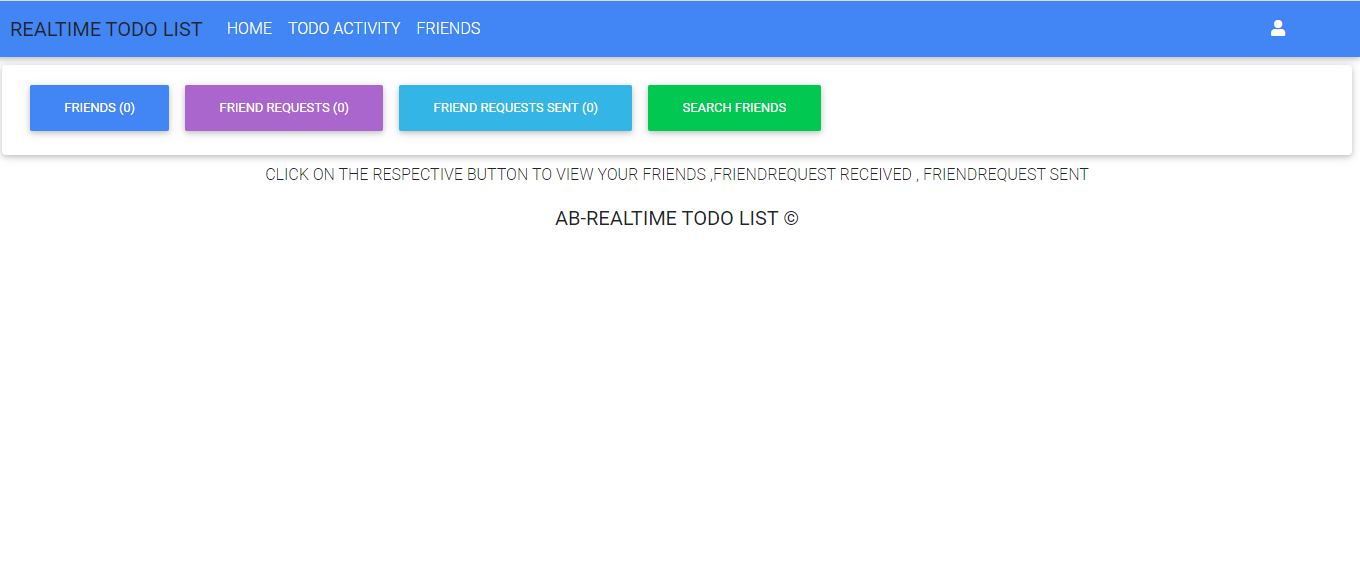 REALTIME TODO LIST HOME TODO ACTIVITY FRIENDS
FRIENDS (0) FRIEND REQUESTS (0) FRIEND REQUESTS SENT (0) SEARCH FRIENDS
CLICK ON THE RESPECTIVE BUTTON TO VIEW YOUR FRIENDS ,FRIENDREQUEST RECEIVED , FRIENDREQUEST SENT
AB-REALTIME TODO LIST ©